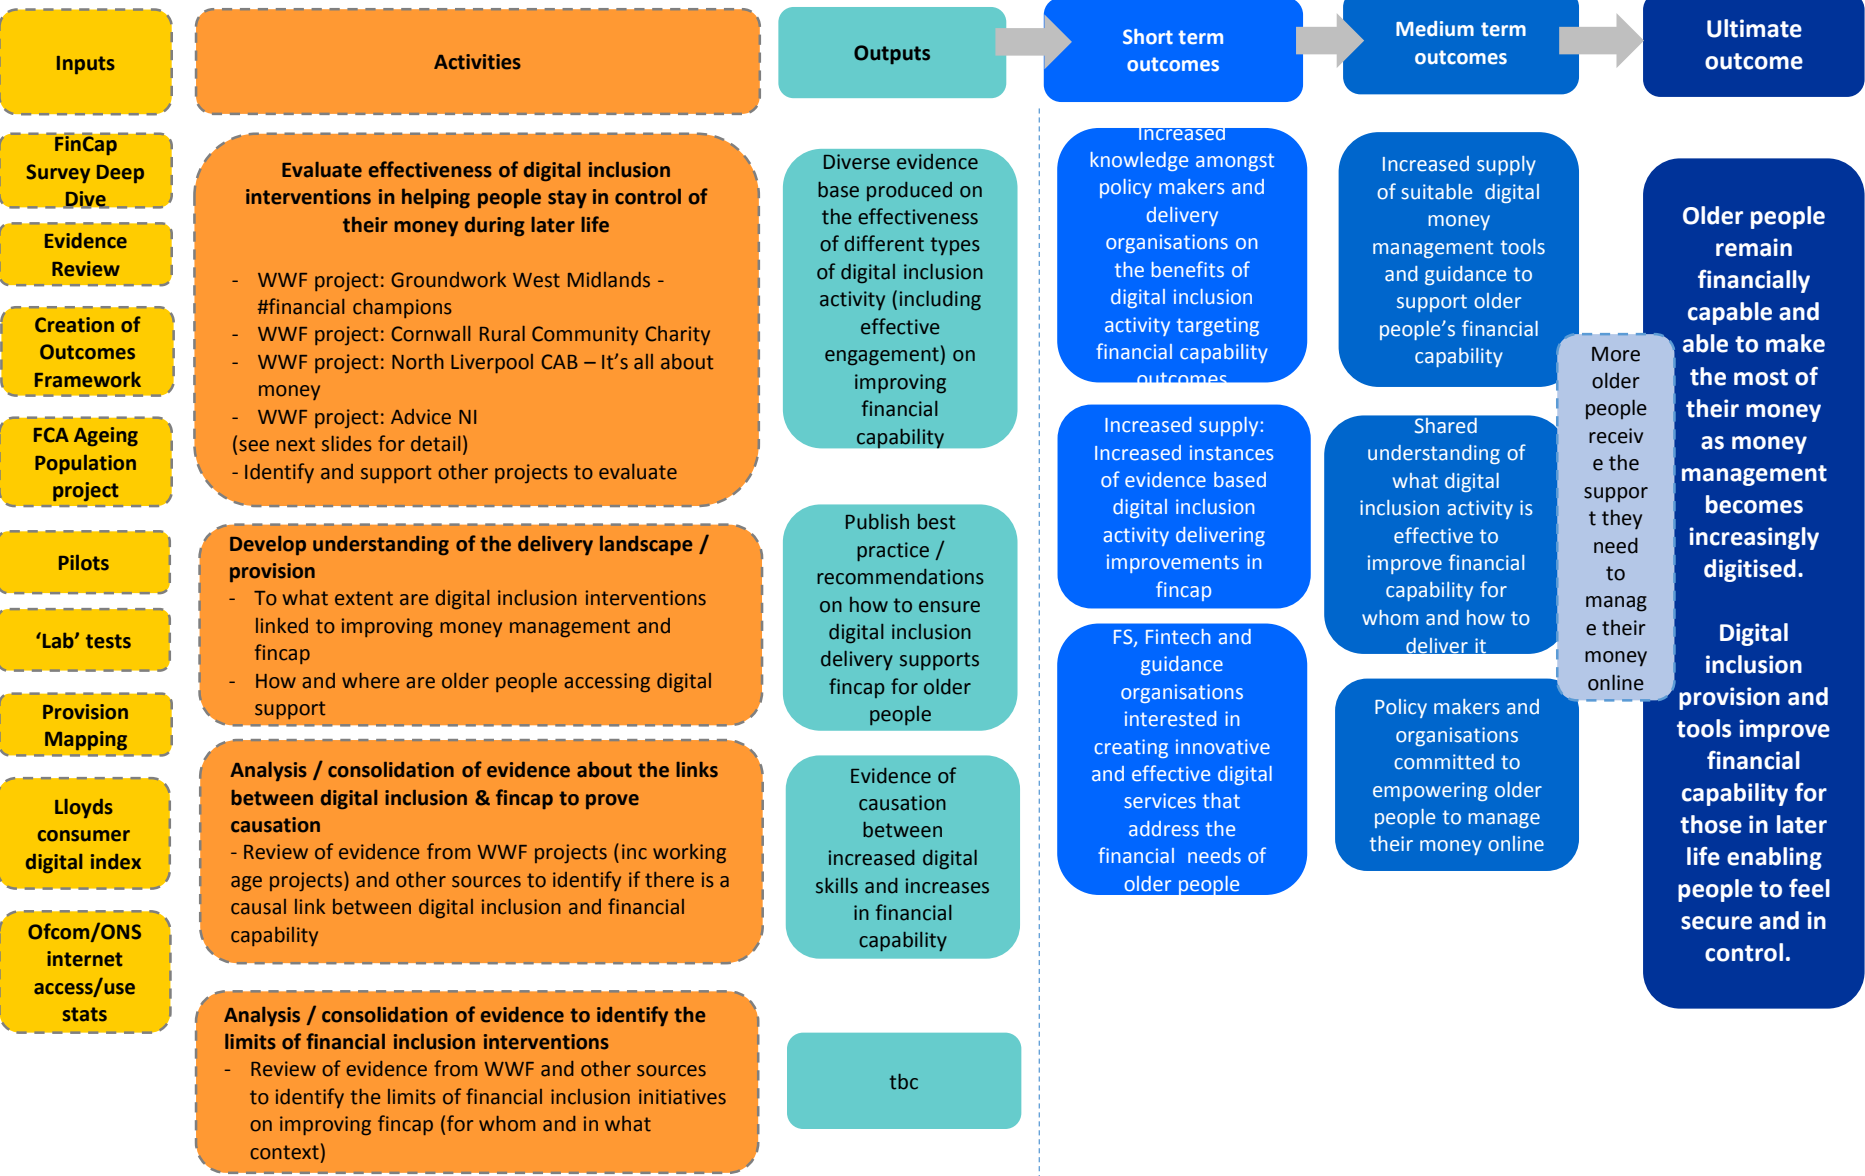 Inputs
Activities
Outputs
Short term
outcomes
Medium term
outcomes
Ultimate
outcome
FinCap
Survey Deep
Dive
Evidence
Review
Creation of
Outcomes
Framework
FCA Ageing
Population
project
Pilots
‘Lab’ tests
Provision
Mapping
Lloyds
consumer
digital index
Ofcom/ONS
internet
access/use
stats
Evaluate effectiveness of digital inclusion
interventions in helping people stay in control of
their money during later life
- WWF project: Groundwork West Midlands -
#financial champions
- WWF project: Cornwall Rural Community Charity
- WWF project: North Liverpool CAB – It’s all about
money
- WWF project: Advice NI
(see next slides for detail)
- Identify and support other projects to evaluate
Develop understanding of the delivery landscape /
provision
- To what extent are digital inclusion interventions
linked to improving money management and
fincap
- How and where are older people accessing digital
support
Analysis / consolidation of evidence about the links
between digital inclusion & fincap to prove
causation
- Review of evidence from WWF projects (inc working
age projects) and other sources to identify if there is a
causal link between digital inclusion and financial
capability
Analysis / consolidation of evidence to identify the
limits of financial inclusion interventions
- Review of evidence from WWF and other sources
to identify the limits of financial inclusion initiatives
on improving fincap (for whom and in what
context)
Diverse evidence
base produced on
the effectiveness
of different types
of digital inclusion
activity (including
effective
engagement) on
improving
financial
capability
Publish best
practice /
recommendations
on how to ensure
digital inclusion
delivery supports
fincap for older
people
Evidence of
causation
between
increased digital
skills and increases
in financial
capability
tbc
Increased
knowledge amongst
policy makers and
delivery
organisations on
the benefits of
digital inclusion
activity targeting
financial capability
outcomes
Increased supply:
Increased instances
of evidence based
digital inclusion
activity delivering
improvements in
fincap
FS, Fintech and
guidance
organisations
interested in
creating innovative
and effective digital
services that
address the
financial needs of
older people
Increased supply
of suitable digital
money
management tools
and guidance to
support older
people’s financial
capability
Shared
understanding of
what digital
inclusion activity is
effective to
improve financial
capability for
whom and how to
deliver it
Policy makers and
organisations
committed to
empowering older
people to manage
their money online
More
older
people
receiv
e the
suppor
t they
need
to
manag
e their
money
online
Older people
remain
financially
capable and
able to make
the most of
their money
as money
management
becomes
increasingly
digitised.
Digital
inclusion
provision and
tools improve
financial
capability for
those in later
life enabling
people to feel
secure and in
control.